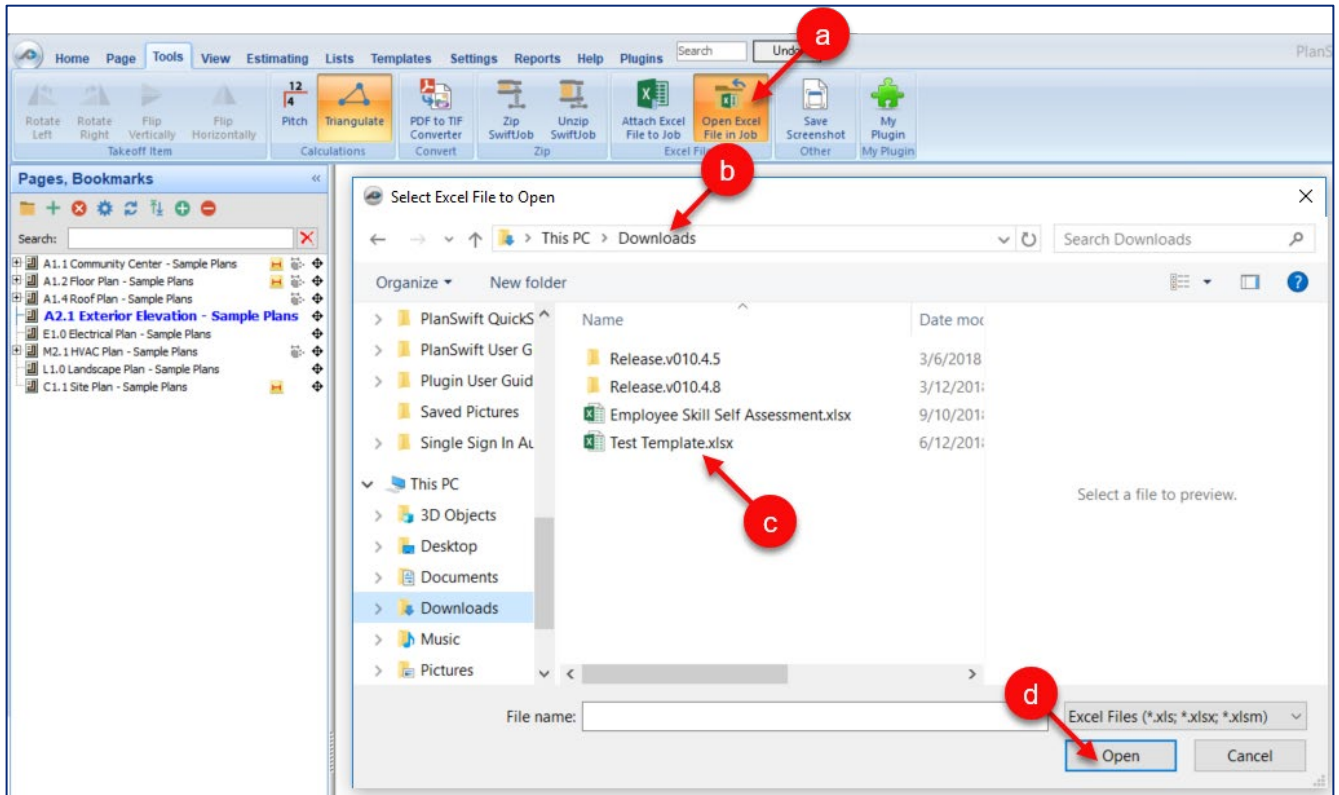 a
Home Page Tools View Estimating Lists Templates Settings Reports Help Plugins Search PlanS
Rotate Left
Rotate Right
Flip Vertically
Flip Horizontally
Takeoff Item
12
4
Pitch
Triangulate
Calculations
PDF to TIF Converter
Convert
Zip SwiftJob
Unzip SwiftJob
Zip
Attach Excel File to Job
Open Excel File in Job
Save Screenshot
Other
My Plugin
My Plugin
b
Pages, Bookmarks
Search:
A1.1 Community Center - Sample Plans
A1.2 Floor Plan - Sample Plans
A1.4 Roof Plan - Sample Plans
A2.1 Exterior Elevation - Sample Plans
E1.0 Electrical Plan - Sample Plans
M2.1 HVAC Plan - Sample Plans
L1.0 Landscape Plan - Sample Plans
C1.1 Site Plan - Sample Plans
Select Excel File to Open
This PC > Downloads
Search Downloads
Organize
New folder
PlanSwift QuickS
PlanSwift User G
Plugin User Guid
Saved Pictures
Single Sign In Au
This PC
3D Objects
Desktop
Documents
Downloads
Music
Pictures
Name Date mod
Release.v010.4.5 3/6/2018
Release.v010.4.8 3/12/201
Employee Skill Self Assessment.xlsx 9/10/201
Test Template.xlsx 6/12/201
c
Select a file to preview.
d
File name:
Excel Files (*.xls; *.xlsx; *.xlsm)
Open Cancel